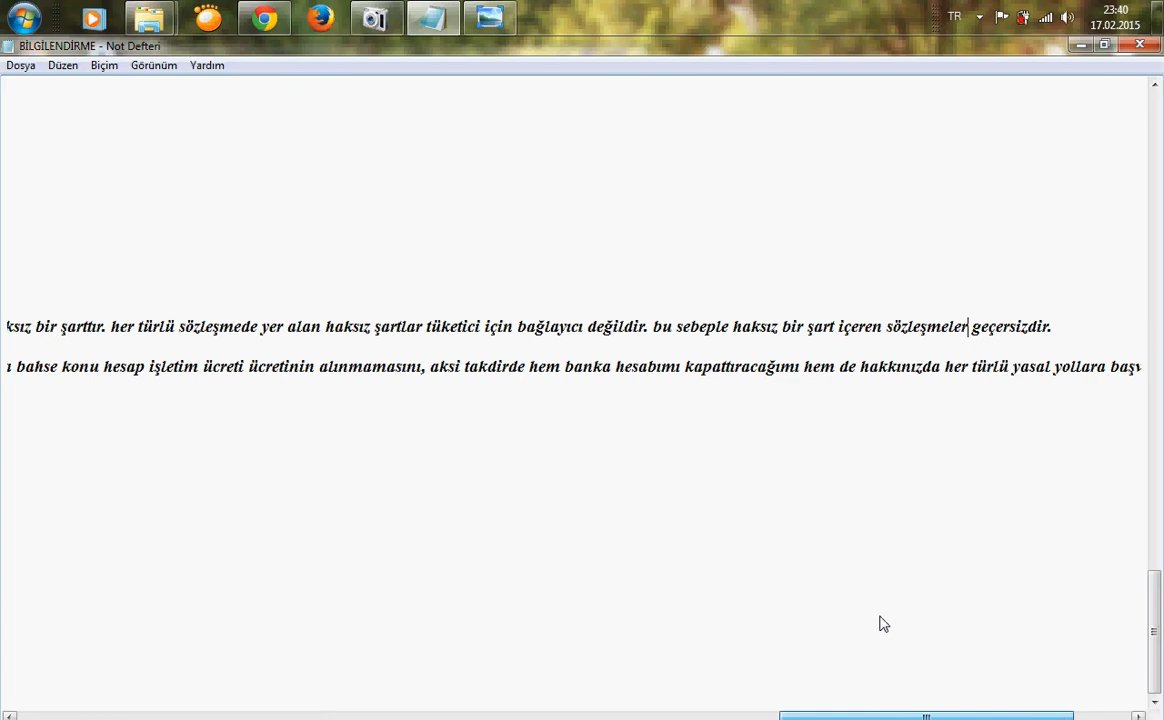 TR
23:40
17.02.2015
BİLGİLENDİRME - Not Defteri
Dosya Düzen Biçim Görünüm Yardım
ksız bir şarttır. her türlü sözleşmede yer alan haksız şartlar tüketici için bağlayıcı değildir. bu sebeple haksız bir şart içeren sözleşmeler geçersizdir.
ı bahse konu hesap işletim ücreti ücretinin alınmamasını, aksi takdirde hem banka hesabımı kapattıracağımı hem de hakkınızda her türlü yasal yollara başv